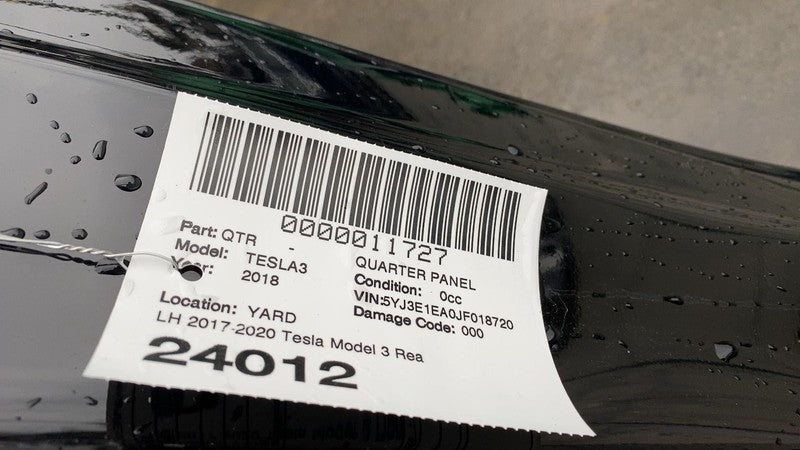 0000011727
Part: QTR - QUARTER PANEL
Model: TESLA3 Condition: 0cc
Year: 2018 VIN:5YJ3E1EA0JF018720
Location: YARD Damage Code: 000
LH 2017-2020 Tesla Model 3 Rea
24012